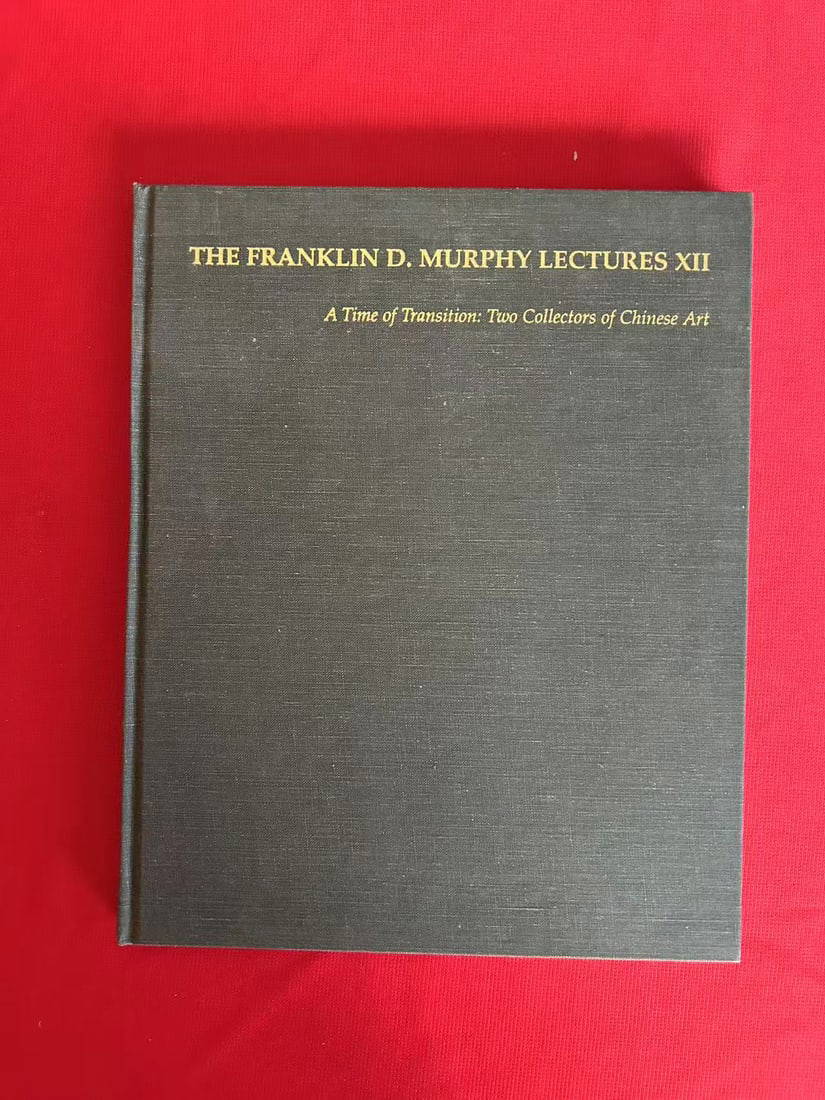 THE FRANKLIN D. MURPHY LECTURES XII
A Time of Transition: Two Collectors of Chinese Art